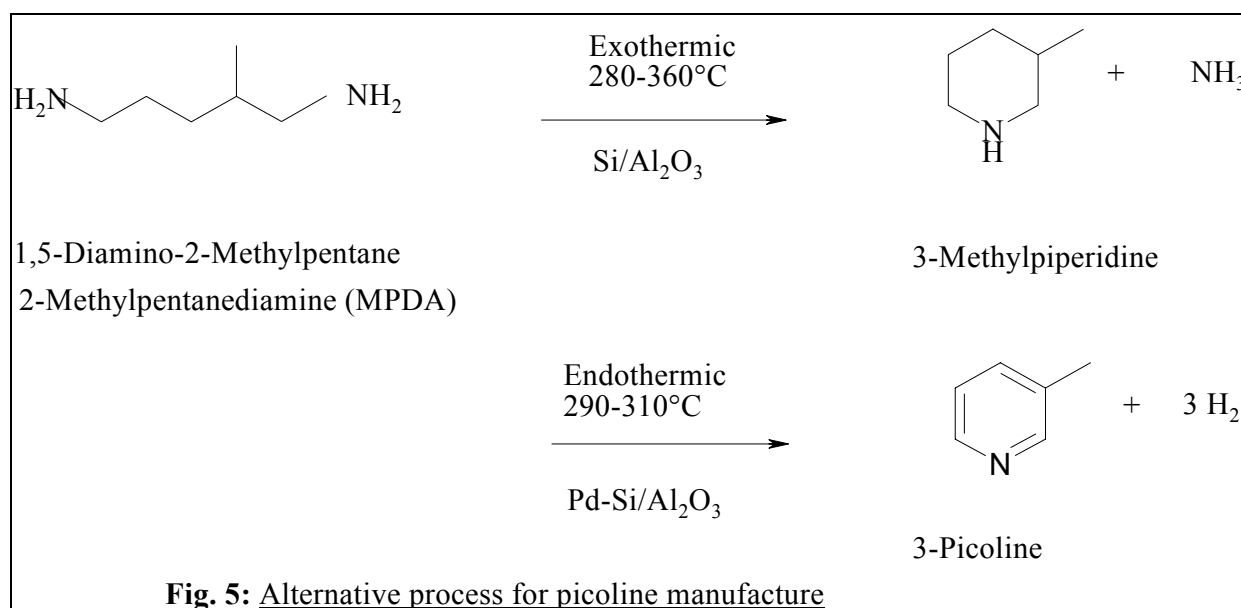 H₂N NH₂
Exothermic
280-360°C
Si/Al₂O₃
N
H
+ NH₃
1,5-Diamino-2-Methylpentane
2-Methylpentanediamine (MPDA)
3-Methylpiperidine
Endothermic
290-310°C
Pd-Si/Al₂O₃
N
+ 3 H₂
3-Picoline
Fig. 5: Alternative process for picoline manufacture